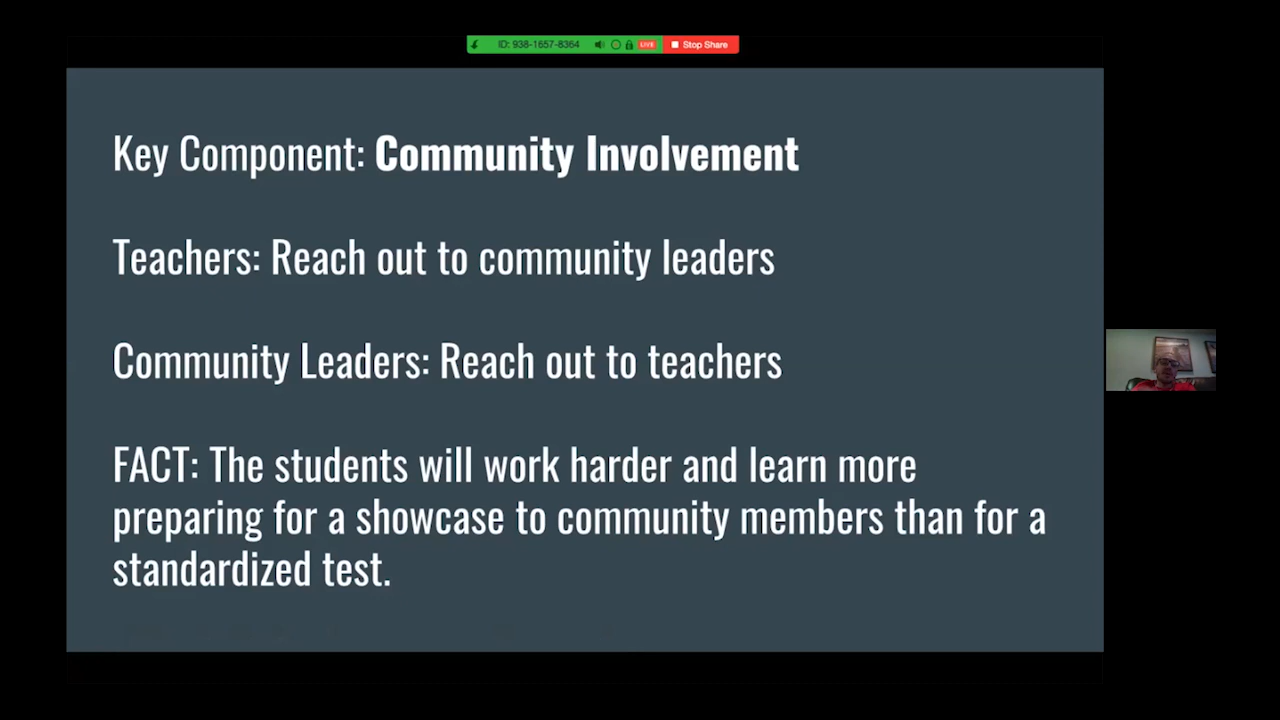 ID: 938-1657-8364 LIVE Stop Share
Key Component: Community Involvement
Teachers: Reach out to community leaders
Community Leaders: Reach out to teachers
FACT: The students will work harder and learn more
preparing for a showcase to community members than for a
standardized test.